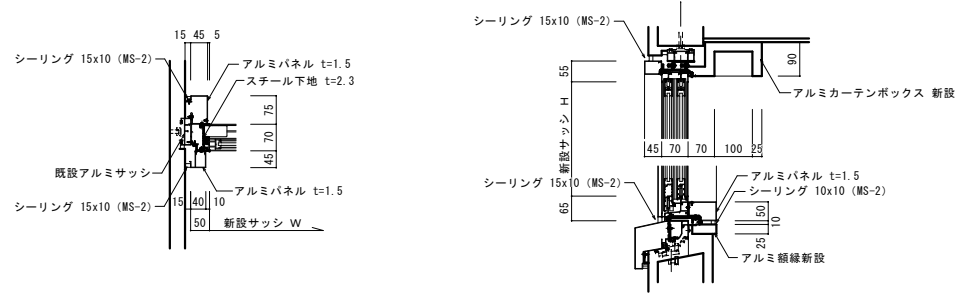 15 45 5
シーリング 15x10 (MS-2)
アルミパネル t=1.5
スチール下地 t=2.3
75
70
45
既設アルミサッシ
アルミパネル t=1.5
シーリング 15x10 (MS-2)
15 40 10
50 新設サッシ W
シーリング 15x10 (MS-2)
55
90
アルミカーテンボックス 新設
新設サッシ H
45 70 70 100 25
シーリング 15x10 (MS-2)
アルミパネル t=1.5
シーリング 10x10 (MS-2)
65
50
10
25
アルミ額縁新設